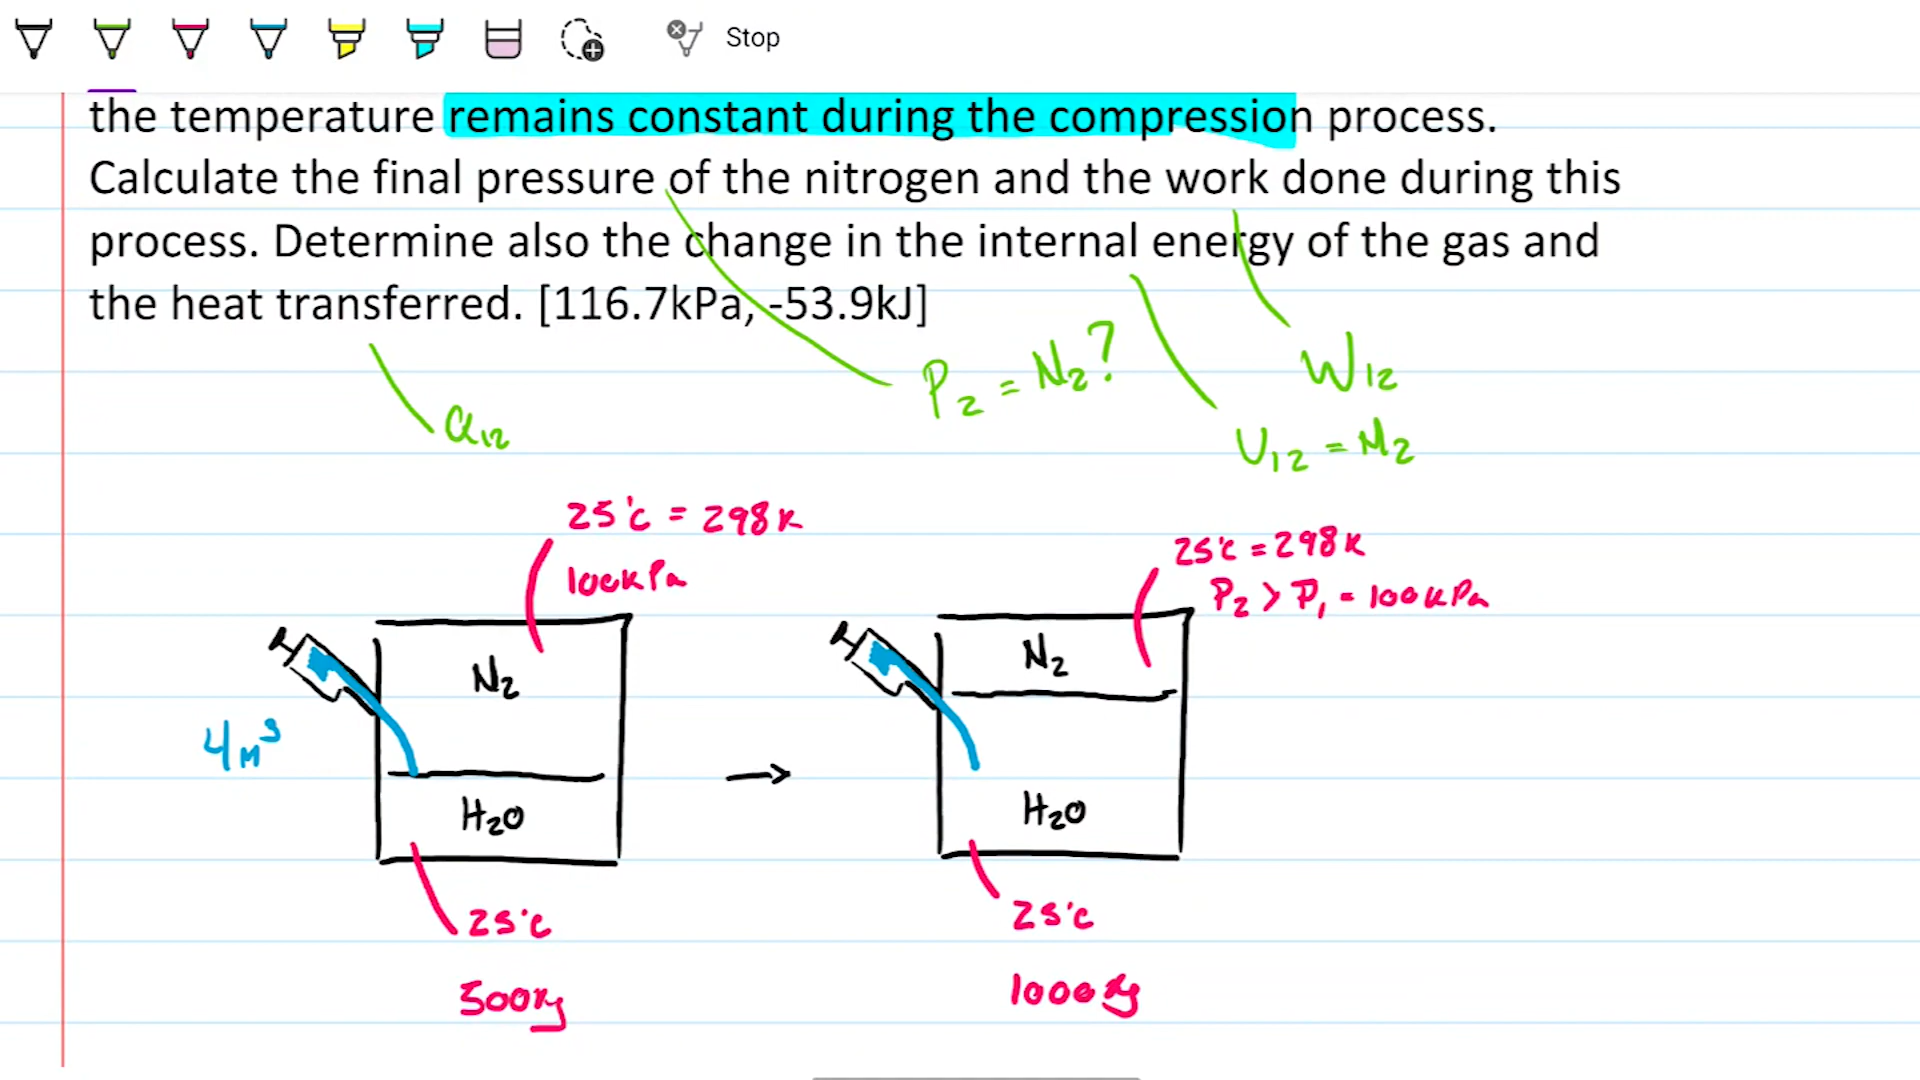 Stop
the temperature remains constant during the compression process.
Calculate the final pressure of the nitrogen and the work done during this
process. Determine also the change in the internal energy of the gas and
the heat transferred. [116.7kPa, -53.9kJ]
P2 = N2?
W12
Q12
U12 = N2
25°C = 298K
100kPa
25°C = 298K
P2 > P1 = 100kPa
N2
N2
4m³
→
H2O
H2O
25°C
25°C
500kg
1000kg